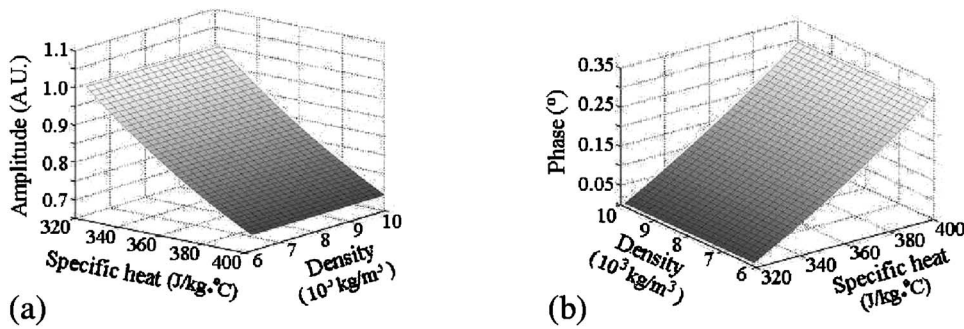 Amplitude (A.U.)
1.1
1.0
0.9
0.8
0.7
320
340
360
380
400
Specific heat (J/kg.°C)
6
7
8
9
10
Density
(10³ kg/m³)
(a)
Phase (º)
0.35
0.25
0.15
0.05
10
9
8
7
6
Density
(10³ kg/m³)
320
340
360
380
400
Specific heat
(J/kg.°C)
(b)